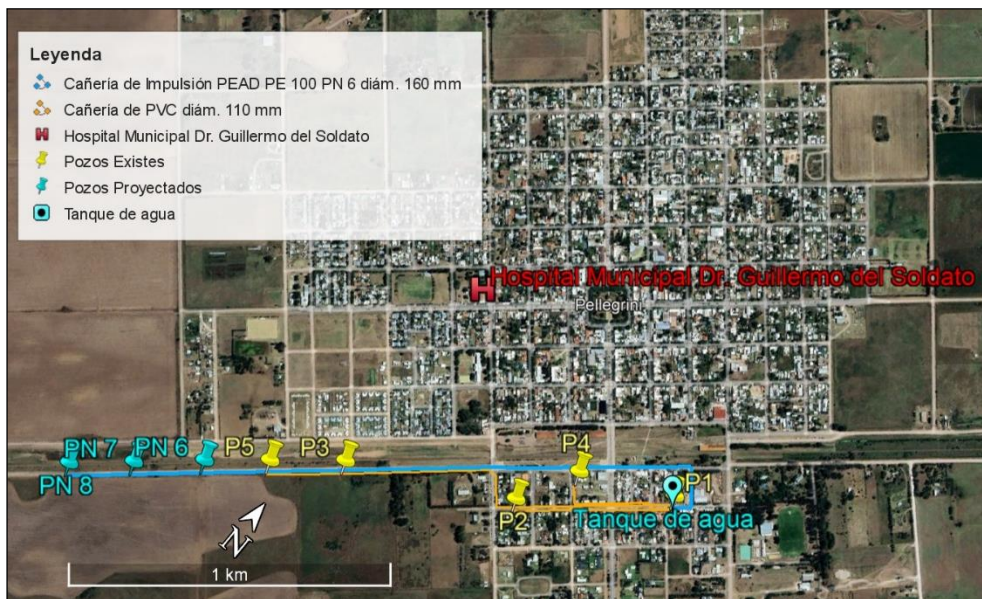 Leyenda
Cañería de Impulsión PEAD PE 100 PN 6 diám. 160 mm
Cañería de PVC diám. 110 mm
Hospital Municipal Dr. Guillermo del Soldato
Pozos Existes
Pozos Proyectados
Tanque de agua
Hospital Municipal Dr. Guillermo del Soldato
Pellegrini
PN 7 PN 6 P5 P3 P4
PN 8 P2 P1
Tanque de agua
N
1 km